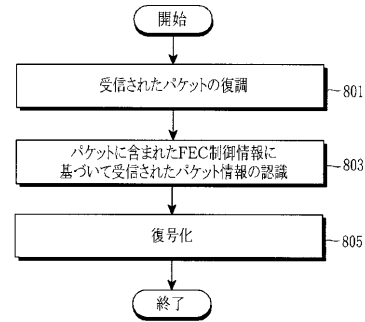 開始
受信されたパケットの復調
801
パケットに含まれたFEC制御情報に
基づいて受信されたパケット情報の認識
803
復号化
805
終了